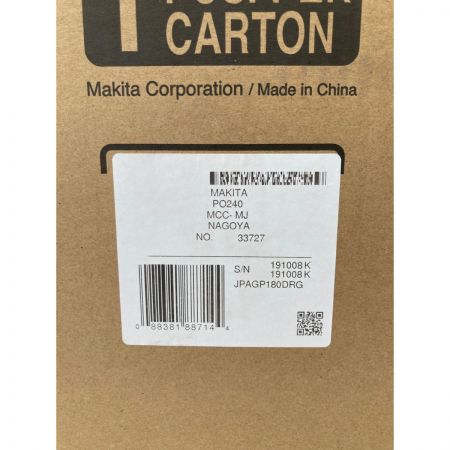 CARTON
Makita Corporation / Made in China
MAKITA
PO240
MCC- MJ
NAGOYA
NO. 33727
S/N 191008K
191008K
JPAGP180DRG
0 88381 88714 4